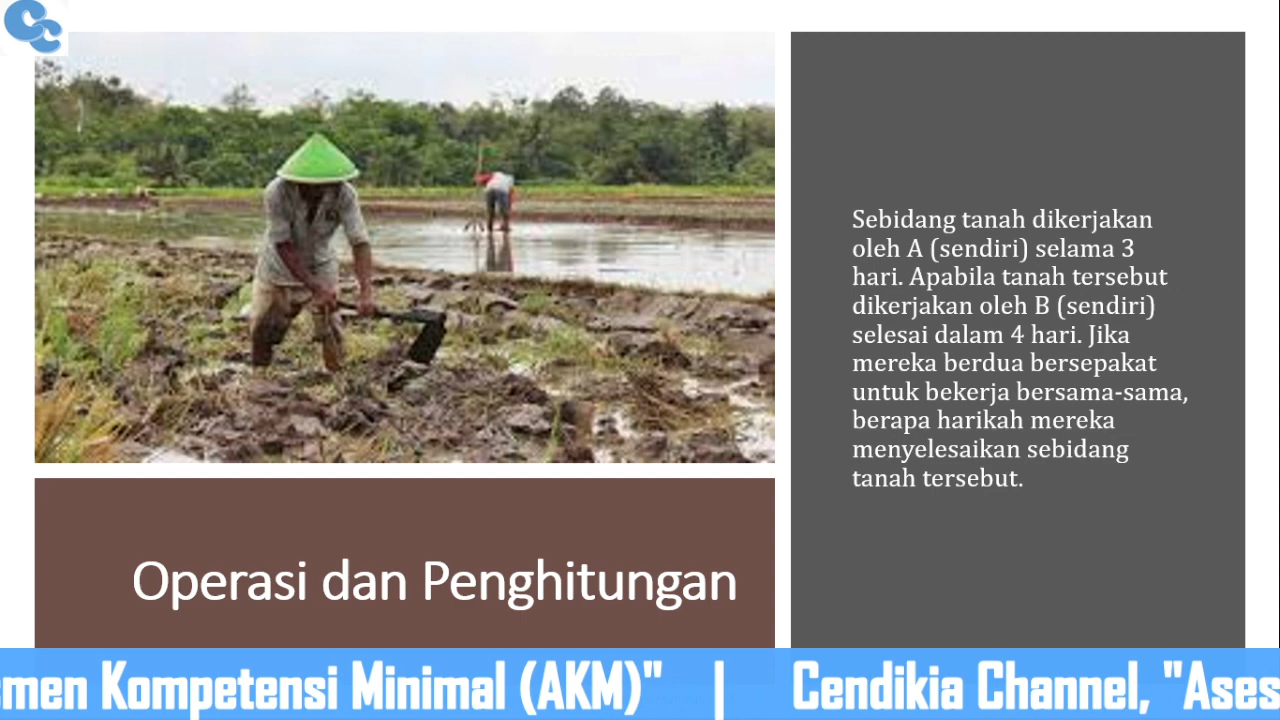 Sebidang tanah dikerjakan
oleh A (sendiri) selama 3
hari. Apabila tanah tersebut
dikerjakan oleh B (sendiri)
selesai dalam 4 hari. Jika
mereka berdua bersepakat
untuk bekerja bersama-sama,
berapa harikah mereka
menyelesaikan sebidang
tanah tersebut.
Operasi dan Penghitungan
smen Kompetensi Minimal (AKM)" | Cendikia Channel, "Ases